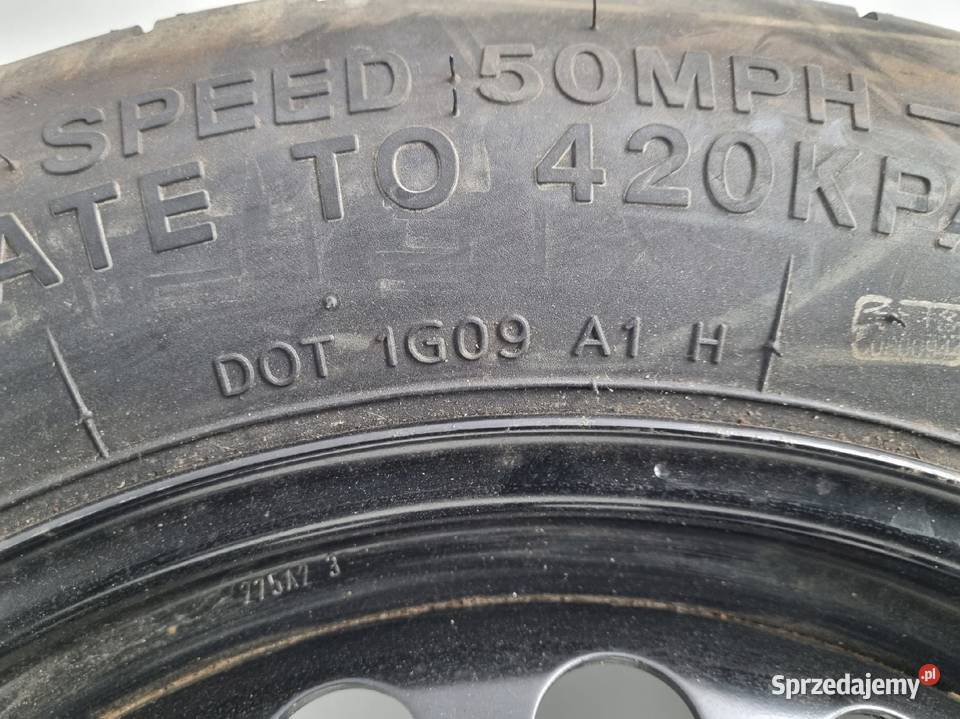 SPEED 50MPH -
ATE TO 420KPA
DOT 1G09 A1 H
Sprzedajemy.pl